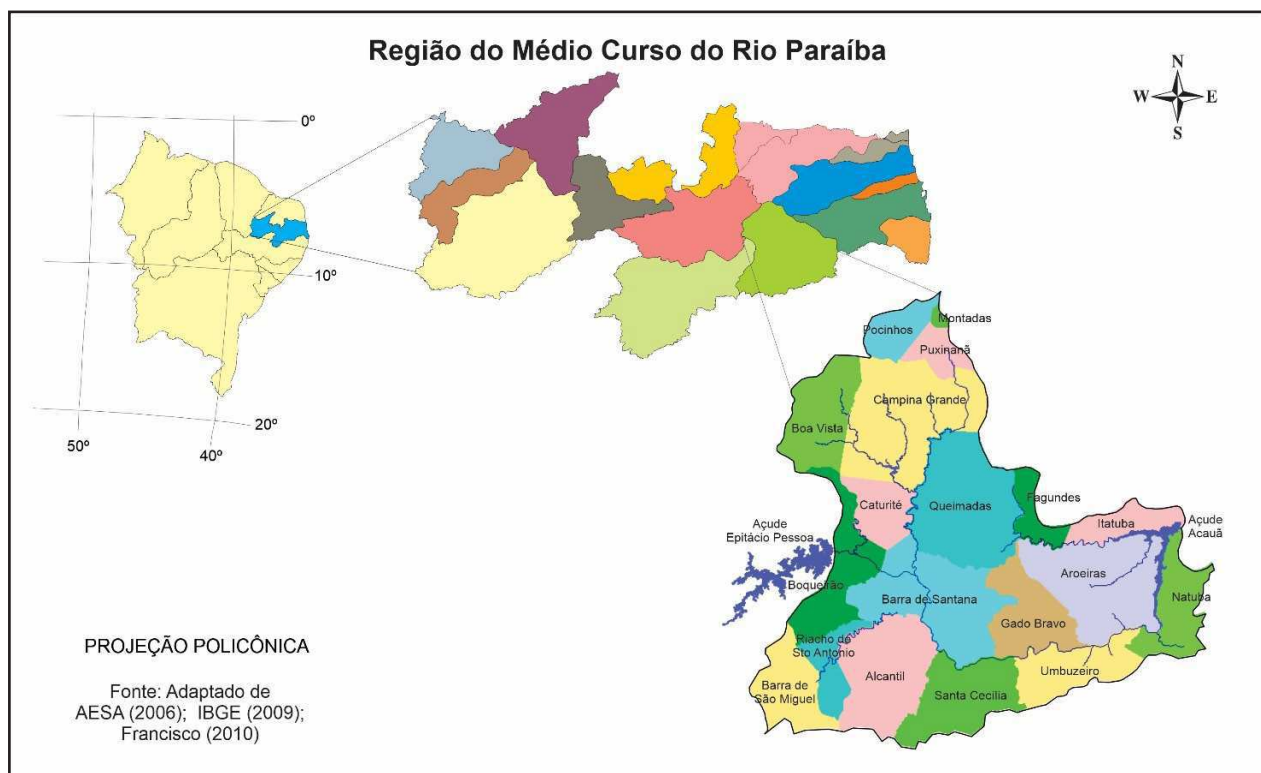 Região do Médio Curso do Rio Paraíba
N
W
E
S
0º
10º
20º
50º
40º
Montadas
Pocinhos
Puxinanã
Campina Grande
Boa Vista
Caturité
Queimadas
Fagundes
Itatuba
Açude
Acauã
Açude
Epitácio Pessoa
Boqueirão
Aroeiras
Natuba
Barra de Santana
Gado Bravo
Riacho de
Sto Antonio
Umbuzeiro
Alcantil
Santa Cecília
Barra de
São Miguel
PROJEÇÃO POLICÔNICA
Fonte: Adaptado de
AESA (2006); IBGE (2009);
Francisco (2010)